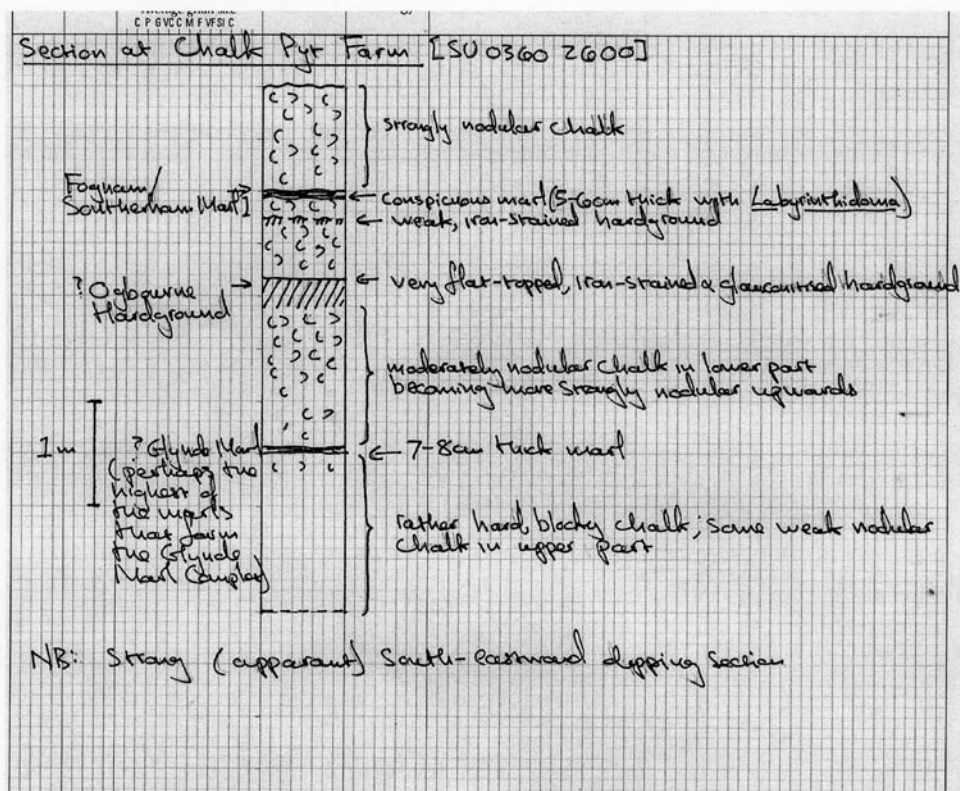 C P G VC C M F VF SI C
Section at Chalk Pyt Farm [SU 0360 2600]
strongly nodular chalk
Fognam/
Southerham Marl]
conspicuous marl (5-6cm thick with Labyrinthidoma)
weak, iron-stained hardground
? Ogbourne
Hardground
very flat-topped, iron-stained & glauconitised hardground
moderately nodular chalk in lower part
becoming more strongly nodular upwards
1m
? Glynde Marl
(perhaps the
highest of
the marls
that form
the Glynde
Marl Complex)
7-8cm thick marl
rather hard, blocky chalk; some weak nodular
chalk in upper part
NB: Strong (apparant) South-eastward dipping section